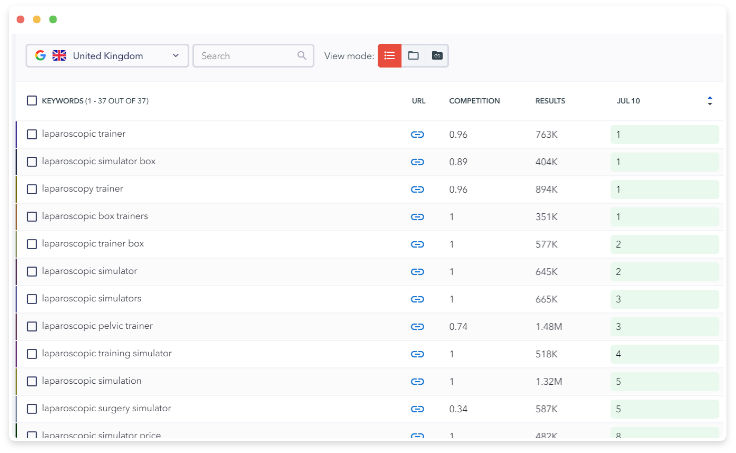 United Kingdom
Search
View mode:
KEYWORDS (1 - 37 OUT OF 37) URL COMPETITION RESULTS JUL 10
laparoscopic trainer 0.96 763K 1
laparoscopic simulator box 0.89 404K 1
laparoscopy trainer 0.96 894K 1
laparoscopic box trainers 1 351K 1
laparoscopic trainer box 1 577K 2
laparoscopic simulator 1 645K 2
laparoscopic simulators 1 665K 3
laparoscopic pelvic trainer 0.74 1.48M 3
laparoscopic training simulator 1 518K 4
laparoscopic simulation 1 1.32M 5
laparoscopic surgery simulator 0.34 587K 5
laparoscopic simulator price 1 482K 8